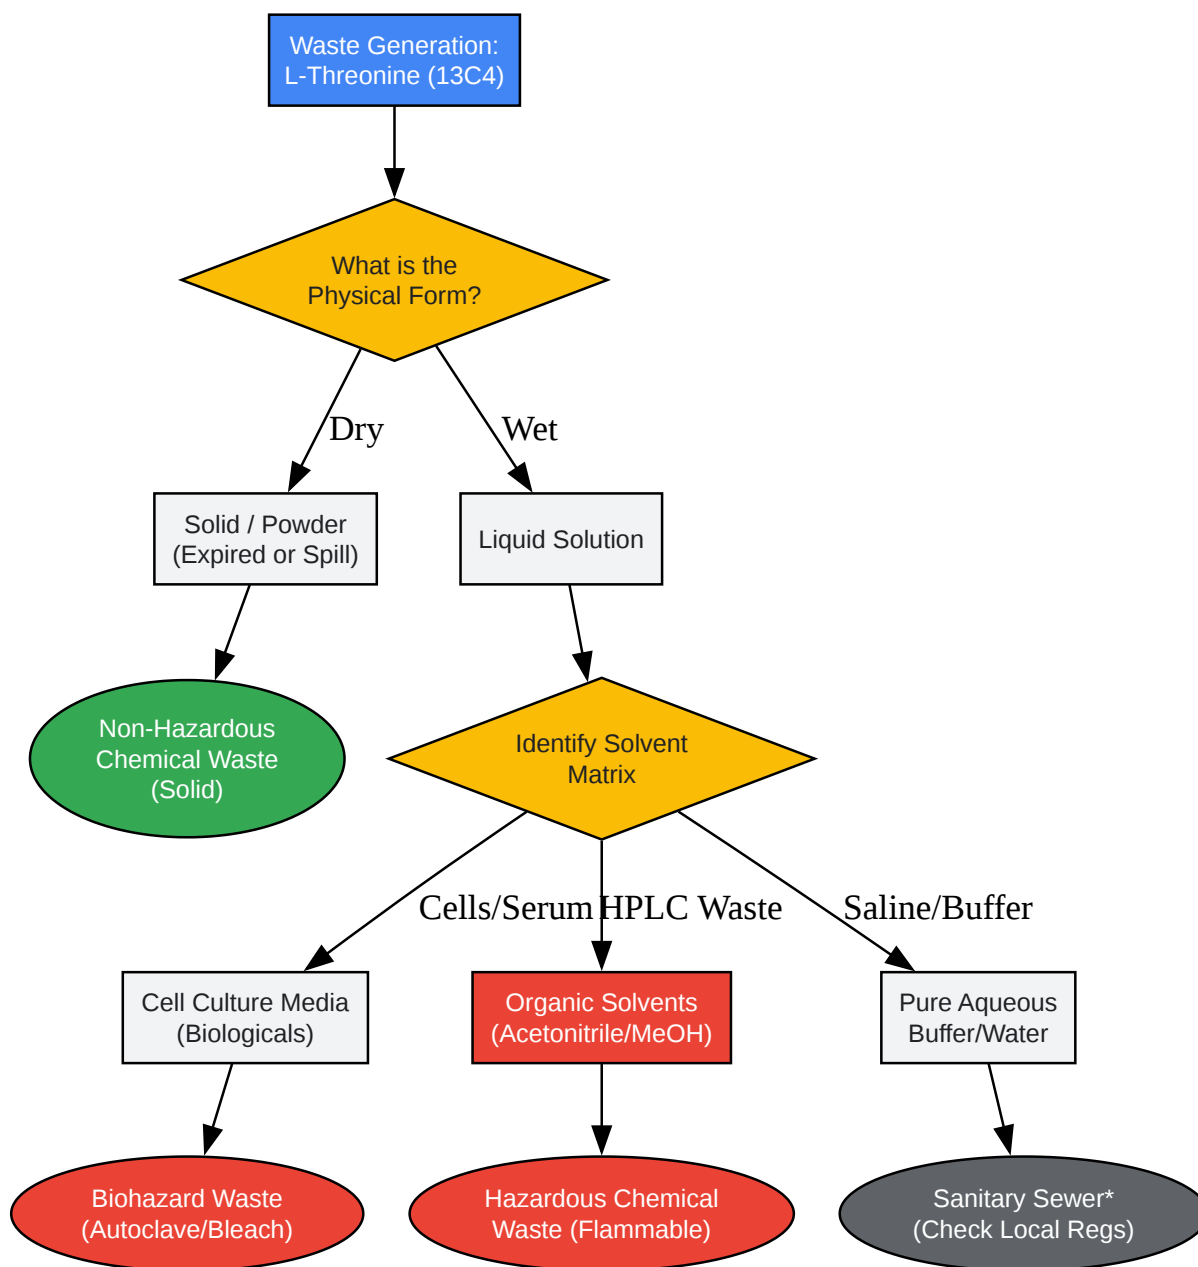 Waste Generation:
L-Threonine (13C4)
What is the
Physical Form?
Dry
Wet
Solid / Powder
(Expired or Spill)
Liquid Solution
Non-Hazardous
Chemical Waste
(Solid)
Identify Solvent
Matrix
Cells/Serum
HPLC Waste
Saline/Buffer
Cell Culture Media
(Biologicals)
Organic Solvents
(Acetonitrile/MeOH)
Pure Aqueous
Buffer/Water
Biohazard Waste
(Autoclave/Bleach)
Hazardous Chemical
Waste (Flammable)
Sanitary Sewer*
(Check Local Regs)